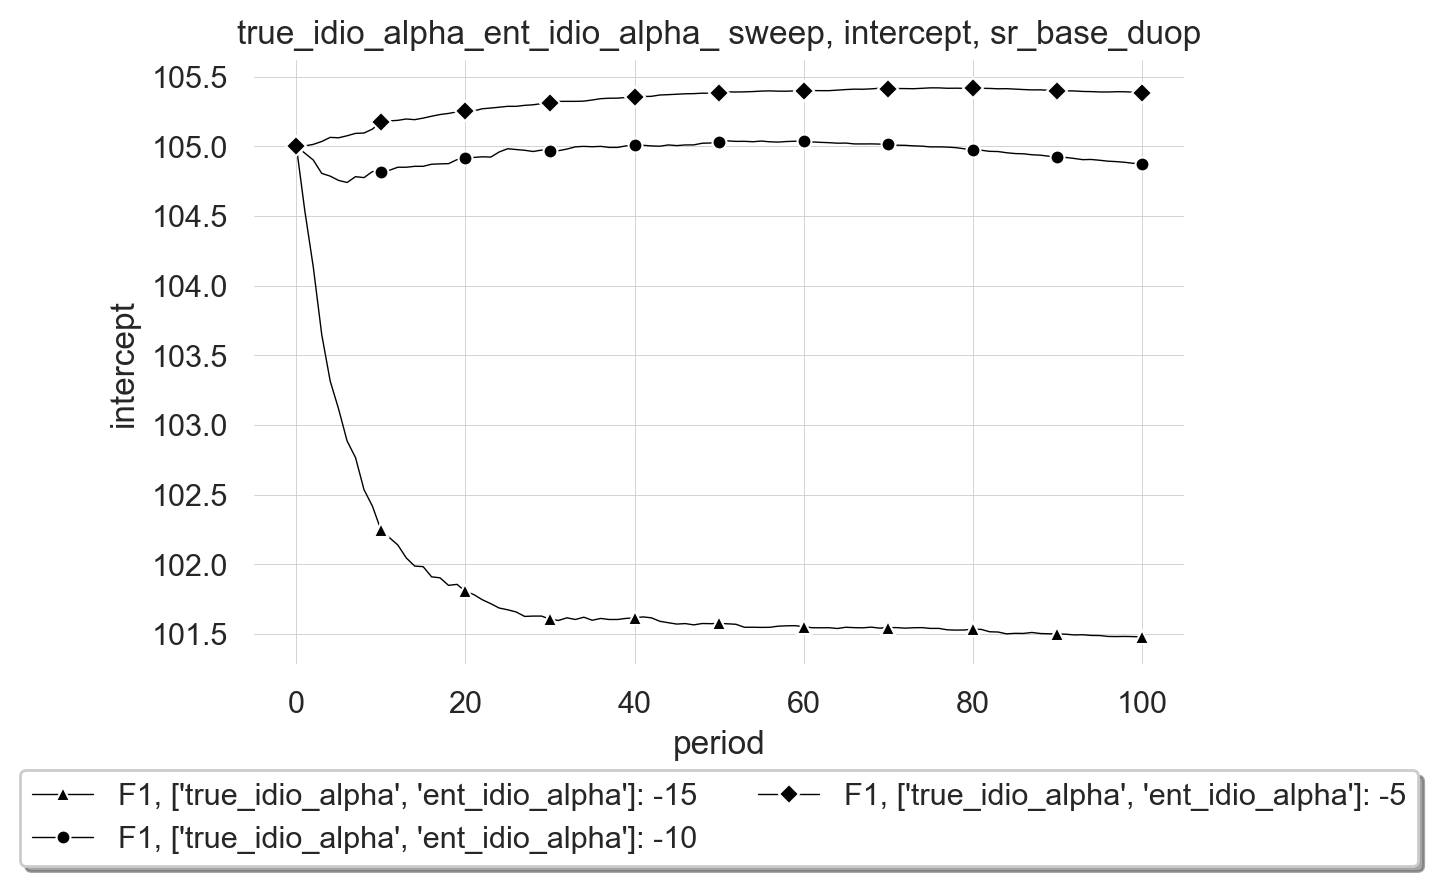 true_idio_alpha_ent_idio_alpha_ sweep, intercept, sr_base_duop
105.5
105.0
104.5
104.0
103.5
103.0
102.5
102.0
101.5
intercept
0 20 40 60 80 100
period
F1, ['true_idio_alpha', 'ent_idio_alpha']: -15
F1, ['true_idio_alpha', 'ent_idio_alpha']: -10
F1, ['true_idio_alpha', 'ent_idio_alpha']: -5